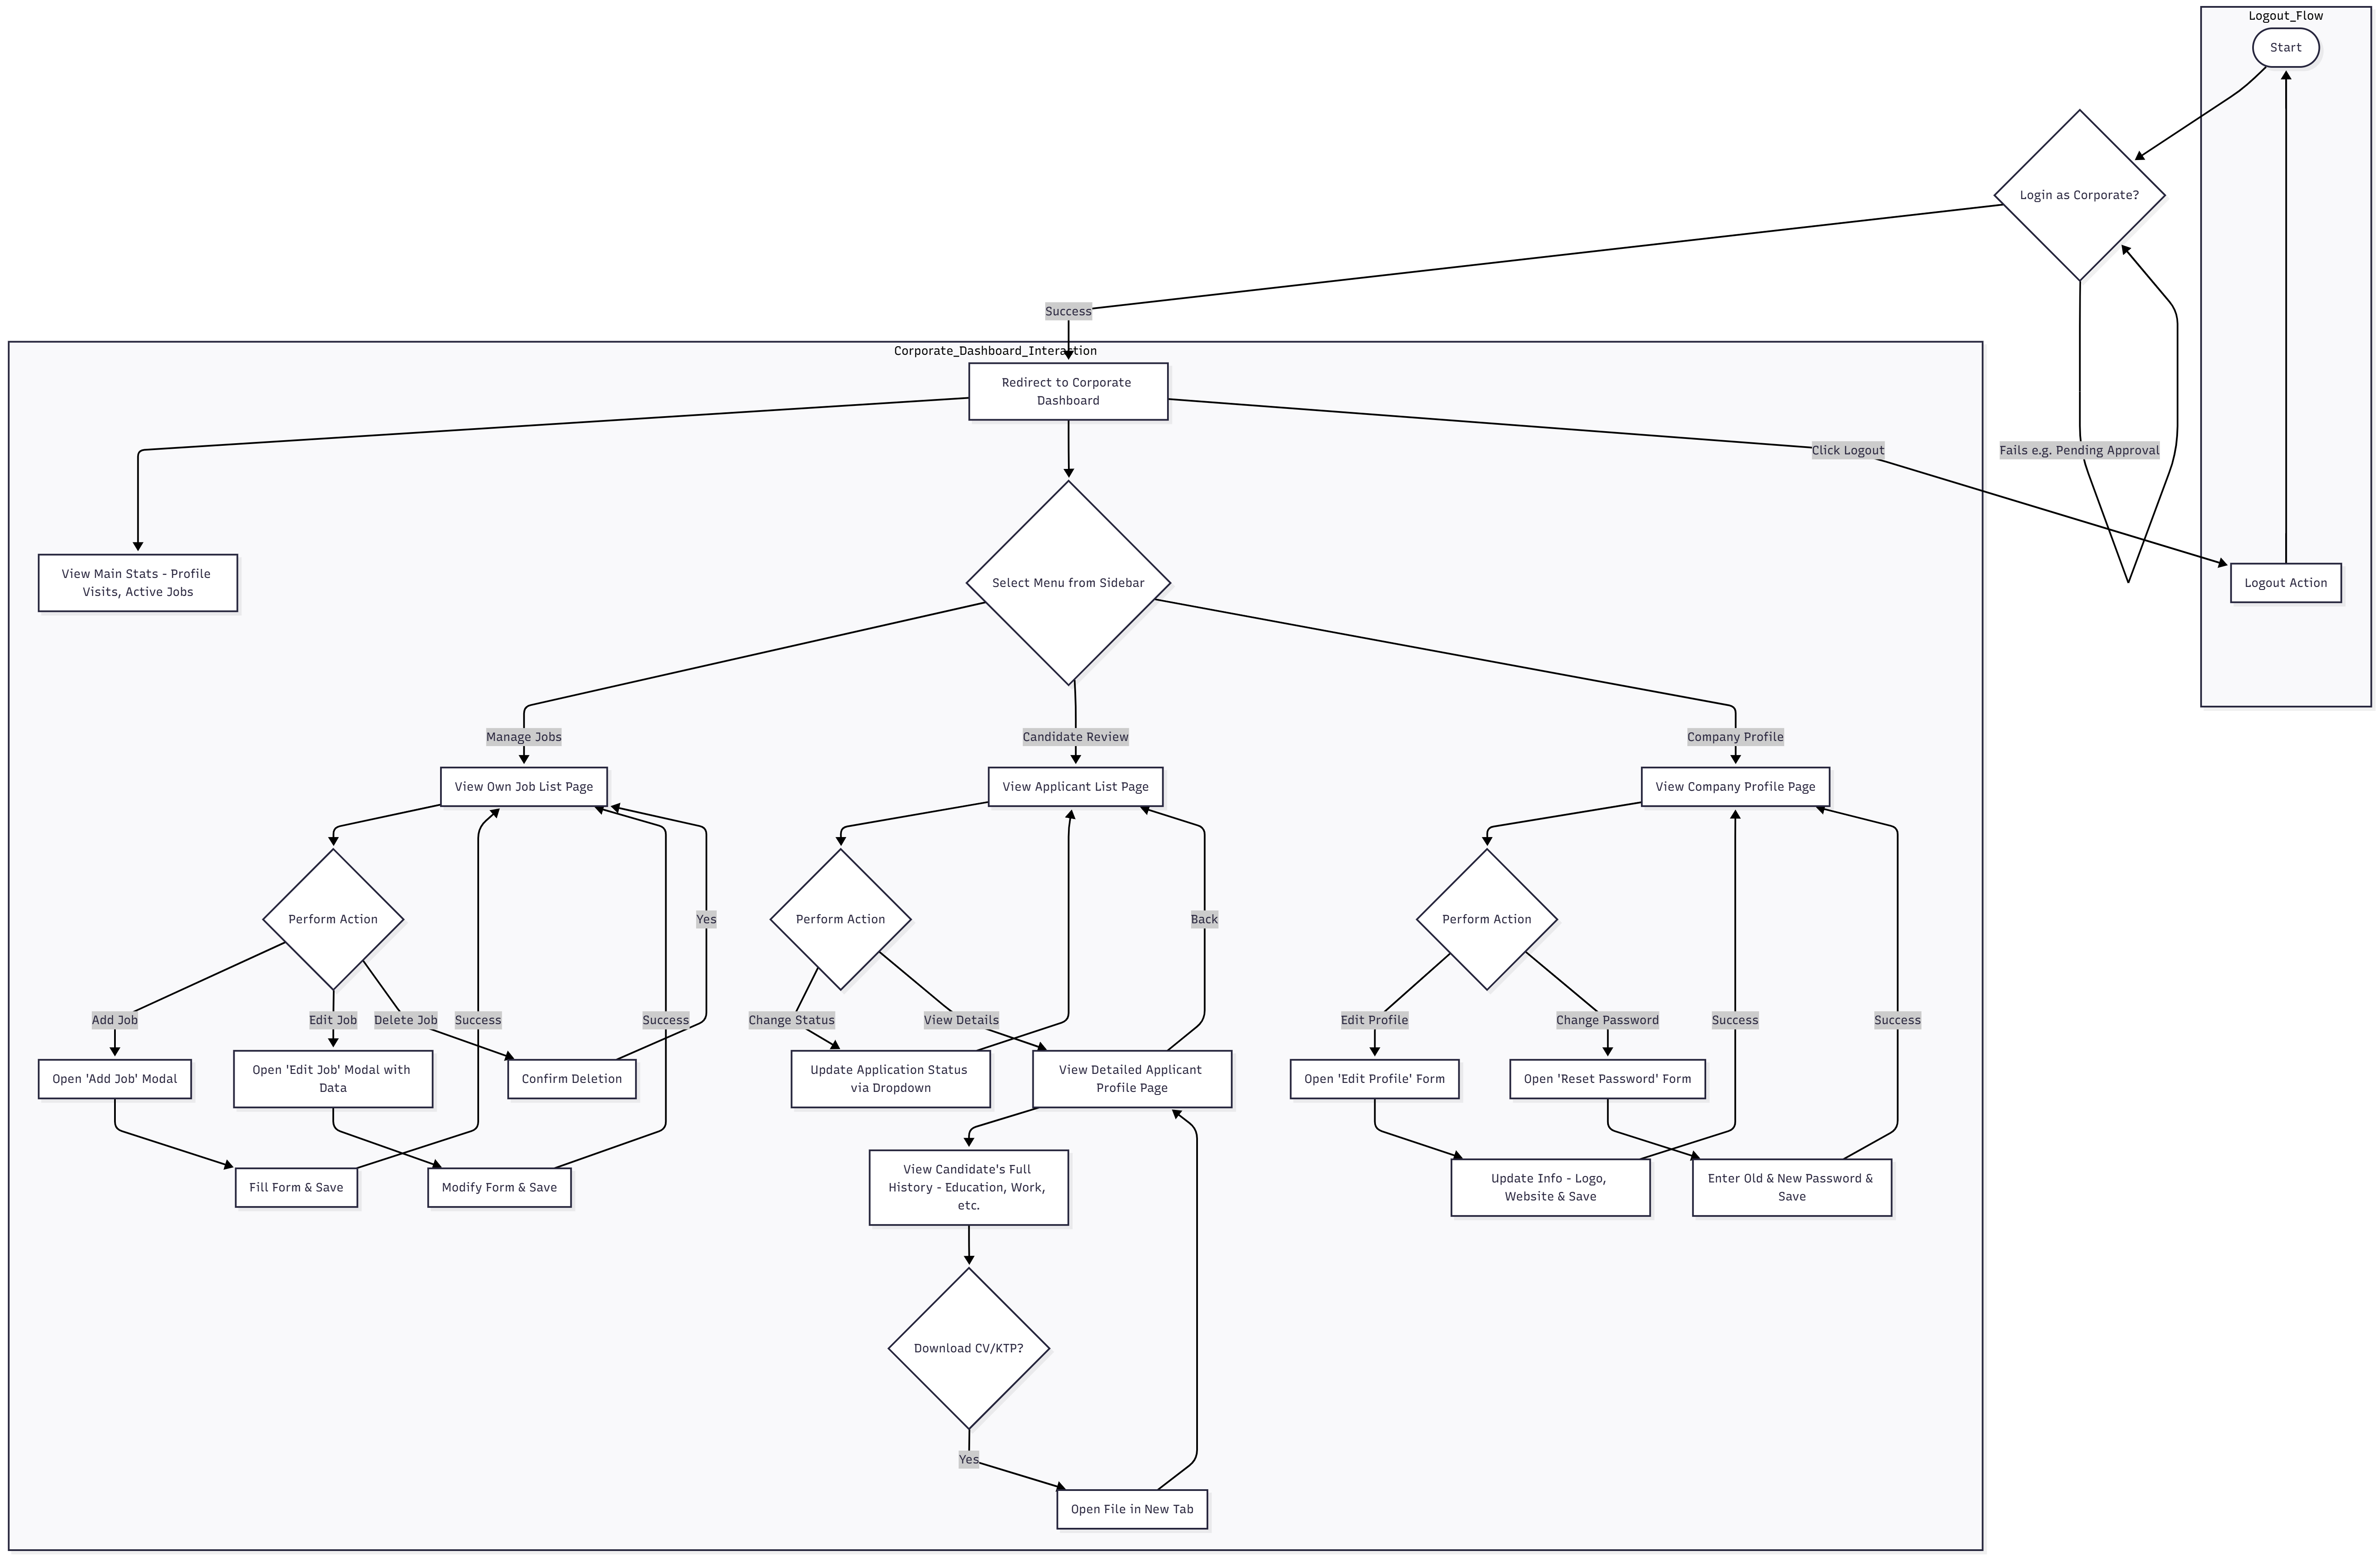 Logout_Flow
Start
Login as Corporate?
Success
Corporate_Dashboard_Interaction
Redirect to Corporate
Dashboard
Click Logout
Fails e.g. Pending Approval
View Main Stats - Profile
Visits, Active Jobs
Select Menu from Sidebar
Logout Action
Manage Jobs
Candidate Review
Company Profile
View Own Job List Page
View Applicant List Page
View Company Profile Page
Perform Action
Yes
Perform Action
Back
Perform Action
Add Job
Edit Job
Delete Job
Success
Success
Change Status
View Details
Edit Profile
Change Password
Success
Success
Open 'Add Job' Modal
Open 'Edit Job' Modal with
Data
Confirm Deletion
Update Application Status
via Dropdown
View Detailed Applicant
Profile Page
Open 'Edit Profile' Form
Open 'Reset Password' Form
Fill Form & Save
Modify Form & Save
View Candidate's Full
History - Education, Work,
etc.
Update Info - Logo,
Website & Save
Enter Old & New Password &
Save
Download CV/KTP?
Yes
Open File in New Tab